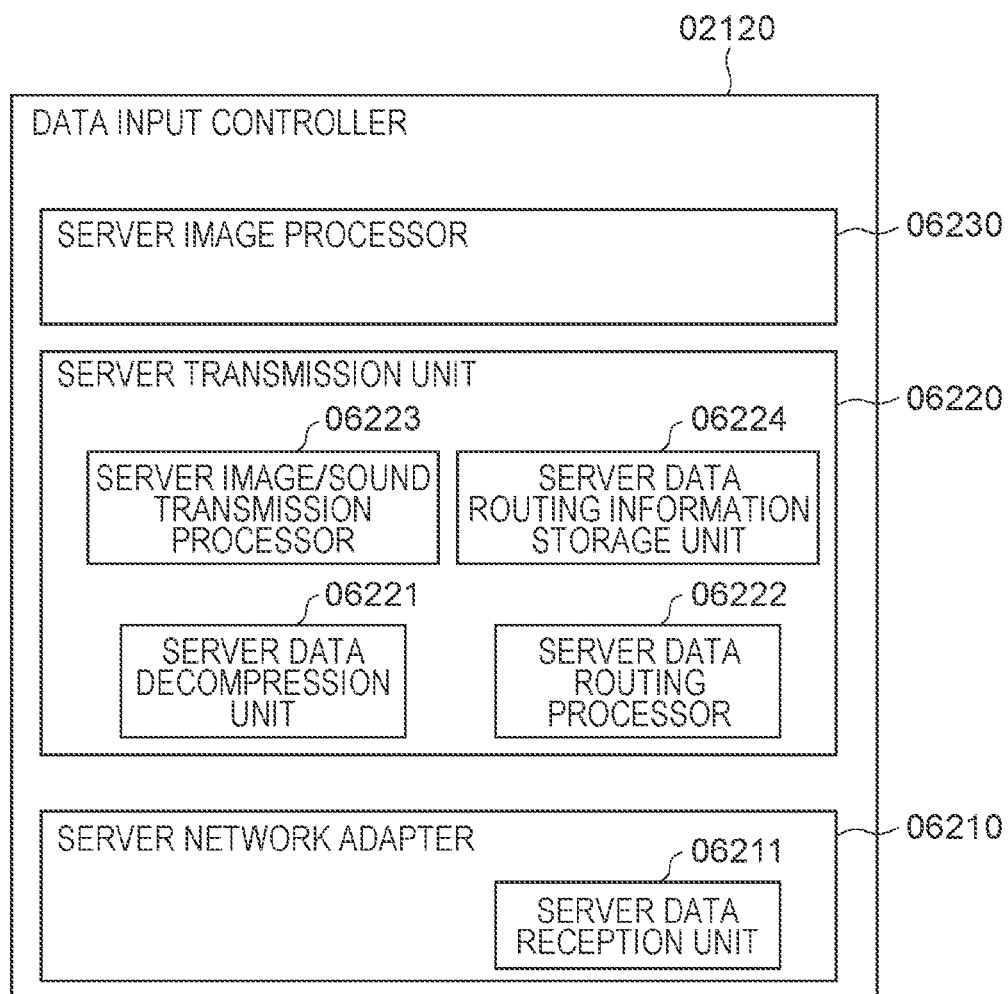 02120
DATA INPUT CONTROLLER
SERVER IMAGE PROCESSOR
06230
SERVER TRANSMISSION UNIT
06220
06223
SERVER IMAGE/SOUND
TRANSMISSION
PROCESSOR
06224
SERVER DATA
ROUTING INFORMATION
STORAGE UNIT
06221
SERVER DATA
DECOMPRESSION
UNIT
06222
SERVER DATA
ROUTING
PROCESSOR
SERVER NETWORK ADAPTER
06210
06211
SERVER DATA
RECEPTION UNIT